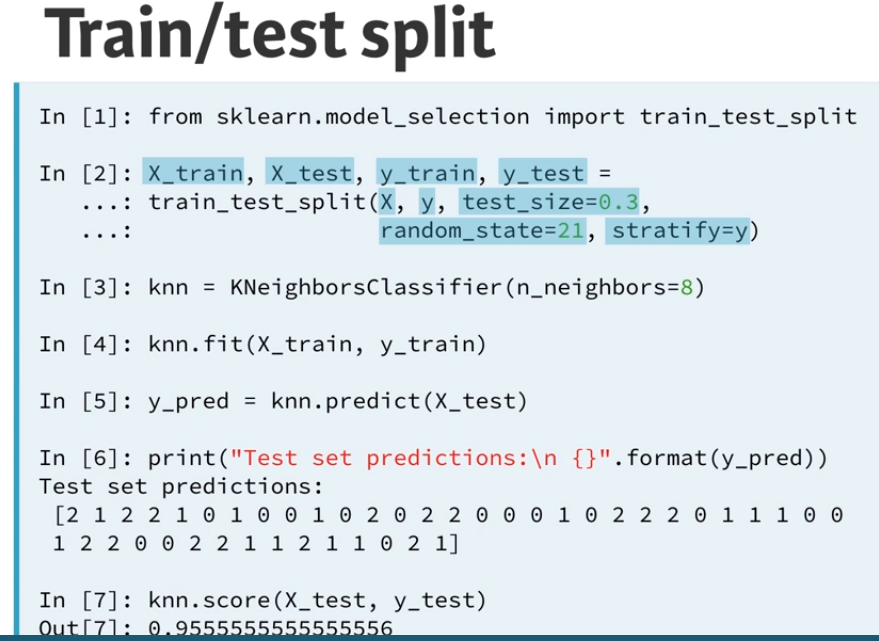 Train/test split
In [1]: from sklearn.model_selection import train_test_split
In [2]: X_train, X_test, y_train, y_test =
...: train_test_split(X, y, test_size=0.3,
...: random_state=21, stratify=y)
In [3]: knn = KNeighborsClassifier(n_neighbors=8)
In [4]: knn.fit(X_train, y_train)
In [5]: y_pred = knn.predict(X_test)
In [6]: print("Test set predictions:\n {}".format(y_pred))
Test set predictions:
[2 1 2 2 1 0 1 0 0 1 0 2 0 2 2 0 0 0 1 0 2 2 2 0 1 1 1 0 0
1 2 2 0 0 2 2 1 1 2 1 1 0 2 1]
In [7]: knn.score(X_test, y_test)
Out[7]: 0.9555555555555556